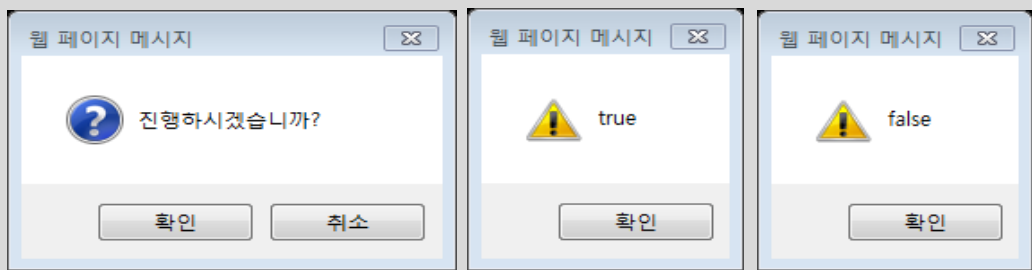 웹 페이지 메시지
진행하시겠습니까?
확인
취소
웹 페이지 메시지
true
확인
웹 페이지 메시지
false
확인